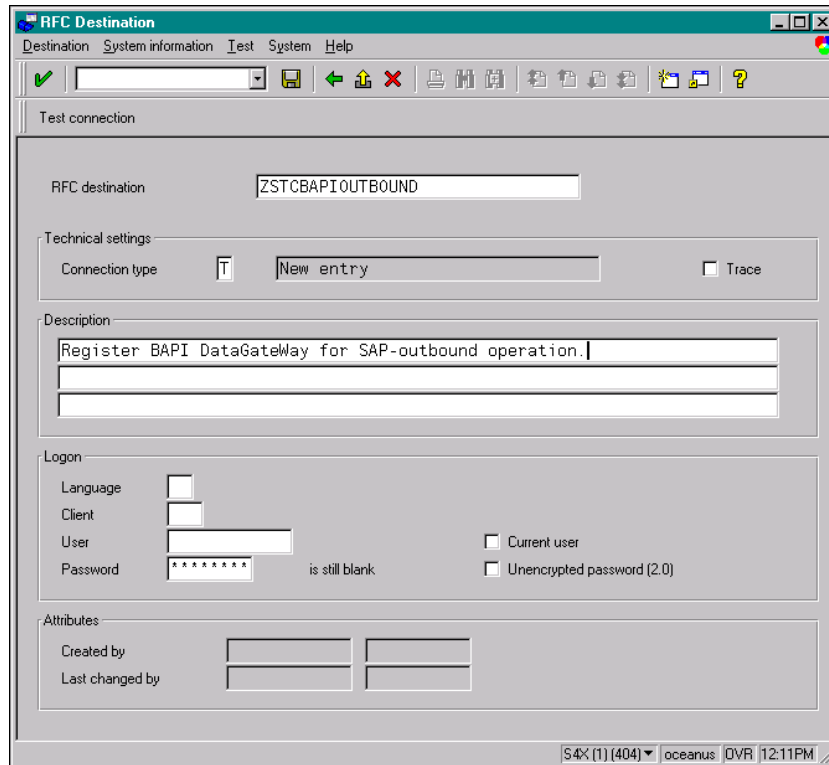 RFC Destination
Destination System information Test System Help
Test connection
RFC destination ZSTCBAPIOUTBOUND
Technical settings
Connection type T New entry Trace
Description
Register BAPI DataGateWay for SAP-outbound operation.
Logon
Language
Client
User Current user
Password ******** is still blank Unencrypted password (2.0)
Attributes
Created by
Last changed by
S4X (1) (404) oceanus OVR 12:11PM